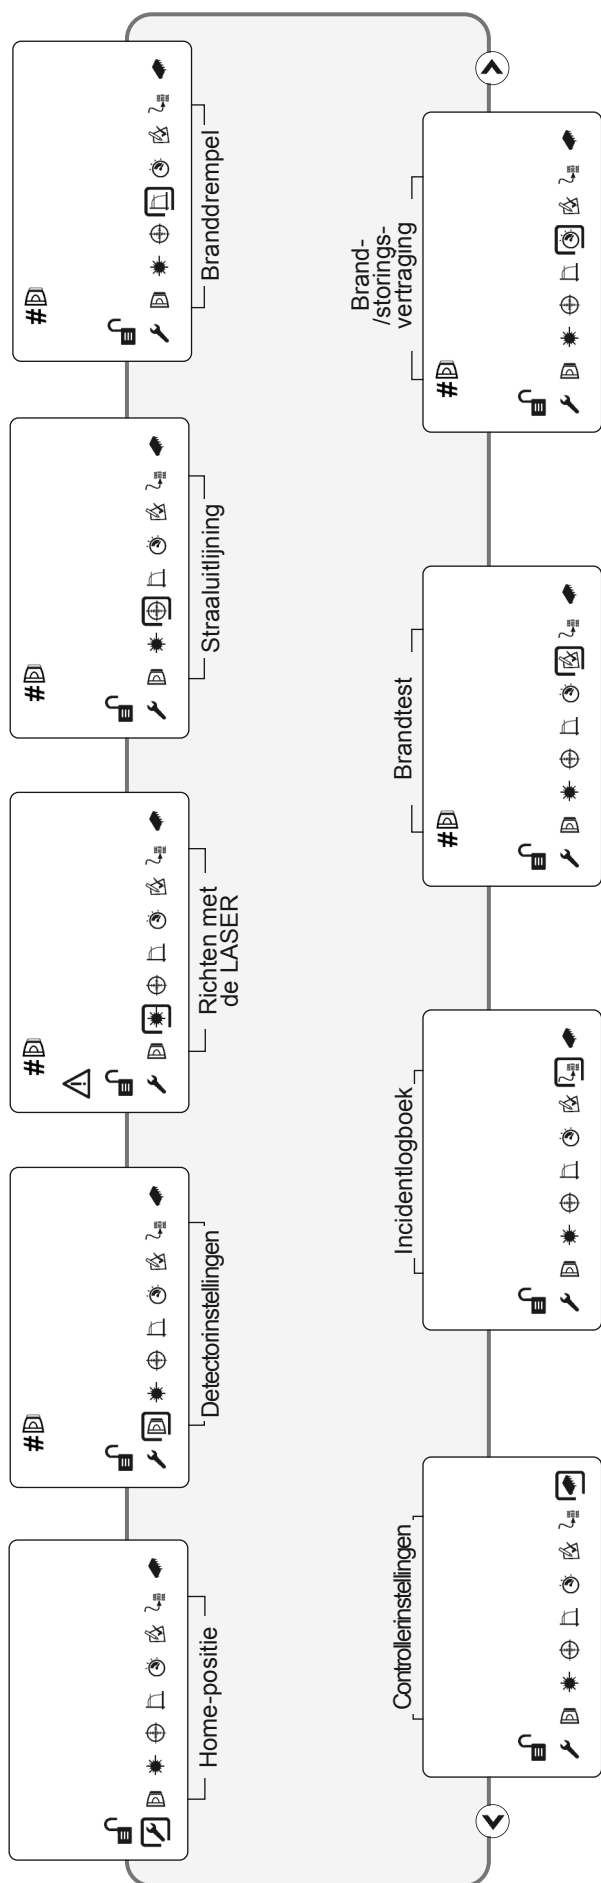 Home-positie
Detectorinstellingen
#
Richten met
de LASER
#
Straaluitlijning
#
Branddrempel
#
Controllerinstellingen
Incidentlogboek
Brandtest
#
Brand-
/storings-
vertraging
#